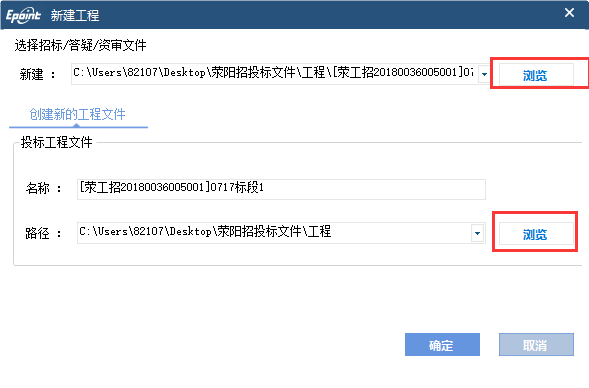 Epoint 新建工程
选择招标/答疑/资审文件
新建 : C:\Users\82107\Desktop\荥阳招投标文件\工程\[荥工招20180036005001]07 浏览
创建新的工程文件
投标工程文件
名称 : [荥工招20180036005001]0717标段1
路径 : C:\Users\82107\Desktop\荥阳招投标文件\工程 浏览
确定 取消